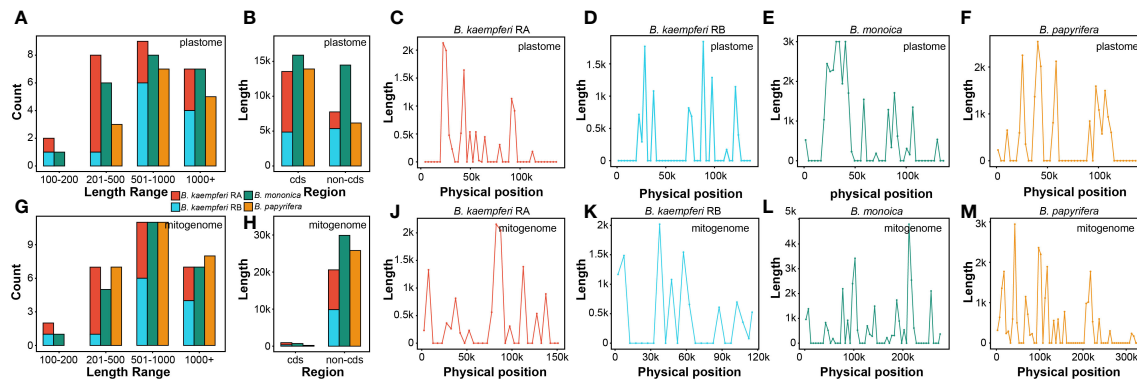 A
plastome
8
6
4
2
0
Count
100-200
201-500
501-1000
1000+
Length Range
B
plastome
15k
10k
5k
0
Length
cds
non-cds
Region
C
B. kaempferi RA
plastome
2k
1.5k
1k
0.5k
0
Length
50k
100k
Physical position
D
B. kaempferi RB
plastome
1.5k
1k
0.5k
0
Length
50k
100k
Physical position
E
B. monoica
plastome
3k
2k
1k
0
Length
50k
100k
Physical position
F
B. papyrifera
plastome
2k
1k
0
Length
50k
100k
Physical position
B. kaempferi RA
B. mononica
B. kaempferi RB
B. papyrifera
G
mitogenome
10
5
0
Count
100-200
201-500
501-1000
1000+
Length Range
H
30k
20k
10k
0
Length
cds
non-cds
Region
J
B. kaempferi RA
mitogenome
2k
1.5k
1k
0.5k
0
Length
0
50k
100k
150k
Physical position
K
B. kaempferi RB
mitogenome
2k
1.5k
1k
0.5k
0
Length
0
30k
60k
90k
120k
Physical position
L
B. monoica
mitogenome
5k
4k
3k
2k
1k
0
Length
0
100k
200k
Physical position
M
B. papyrifera
mitogenome
3k
2k
1k
0
Length
0
100k
200k
300k
Physical position